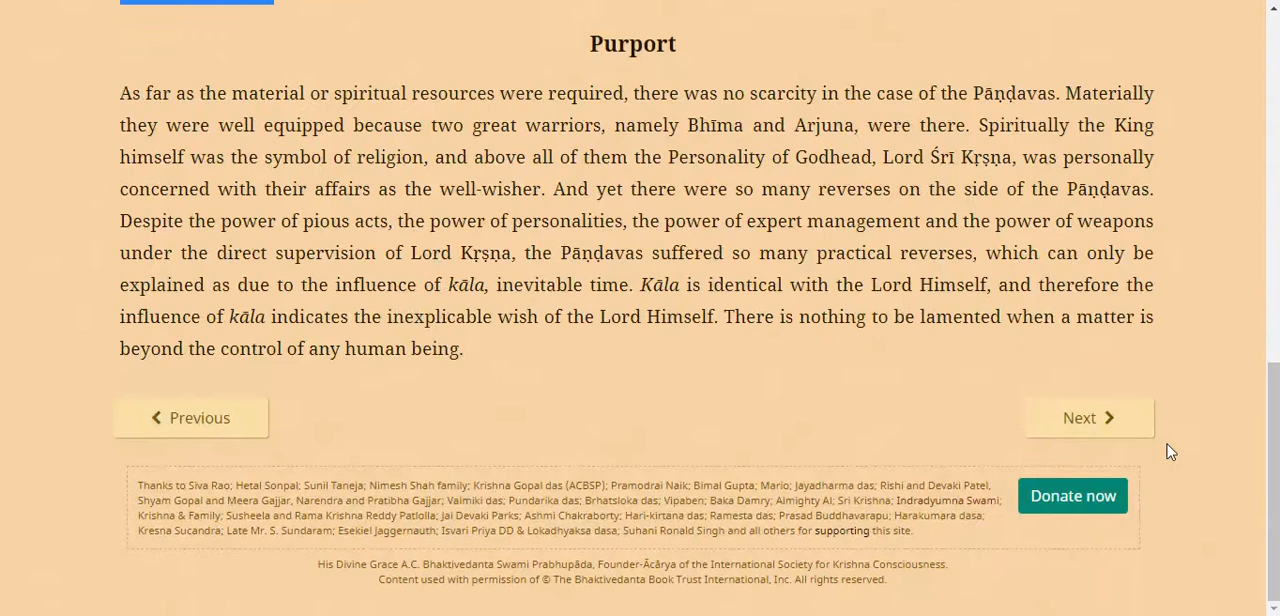 Purport
As far as the material or spiritual resources were required, there was no scarcity in the case of the Pāṇḍavas. Materially
they were well equipped because two great warriors, namely Bhīma and Arjuna, were there. Spiritually the King
himself was the symbol of religion, and above all of them the Personality of Godhead, Lord Śrī Kṛṣṇa, was personally
concerned with their affairs as the well-wisher. And yet there were so many reverses on the side of the Pāṇḍavas.
Despite the power of pious acts, the power of personalities, the power of expert management and the power of weapons
under the direct supervision of Lord Kṛṣṇa, the Pāṇḍavas suffered so many practical reverses, which can only be
explained as due to the influence of kāla, inevitable time. Kāla is identical with the Lord Himself, and therefore the
influence of kāla indicates the inexplicable wish of the Lord Himself. There is nothing to be lamented when a matter is
beyond the control of any human being.
Previous
Next
Thanks to Siva Rao; Hetal Sonpal; Sunil Taneja; Nimesh Shah family; Krishna Gopal das (ACBSP); Pramodrai Naik; Bimal Gupta; Mario; Jayadharma das; Rishi and Devaki Patel,
Shyam Gopal and Meera Gajjar, Narendra and Pratibha Gajjar; Valmiki das; Pundarika das; Brhatsloka das; Vipaben; Baka Damry; Almighty AI; Sri Krishna; Indradyumna Swami;
Krishna & Family; Susheela and Rama Krishna Reddy Patlolla; Jai Devaki Parks; Ashmi Chakraborty; Hari-kirtana das; Ramesta das; Prasad Buddhavarapu; Harakumara dasa;
Kresna Sucandra; Late Mr. S. Sundaram; Esekiel Jaggernauth; Isvari Priya DD & Lokadhyaksa dasa; Suhani Ronald Singh and all others for supporting this site.
Donate now
His Divine Grace A.C. Bhaktivedanta Swami Prabhupāda, Founder-Ācārya of the International Society for Krishna Consciousness.
Content used with permission of © The Bhaktivedanta Book Trust International, Inc. All rights reserved.